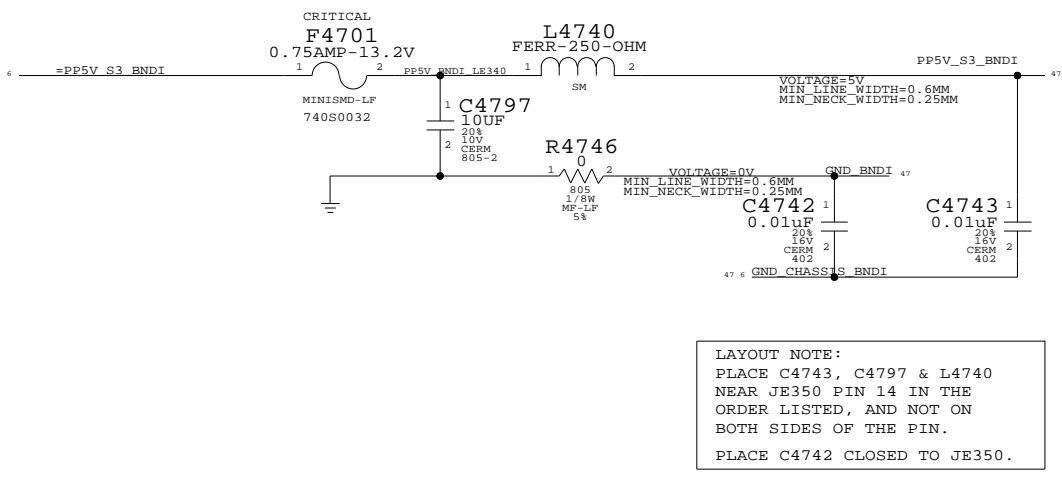 CRITICAL
F4701
0.75AMP-13.2V
6
=PP5V_S3_BNDI
1
2
MINISMD-LF
740S0032
PP5V_BNDI_LE340
L4740
FERR-250-OHM
1
2
SM
PP5V_S3_BNDI
47
VOLTAGE=5V
MIN_LINE_WIDTH=0.6MM
MIN_NECK_WIDTH=0.25MM
1
C4797
10UF
20%
10V
CERM
805-2
2
R4746
0
1
2
805
1/8W
MF-LF
5%
VOLTAGE=0V
MIN_LINE_WIDTH=0.6MM
MIN_NECK_WIDTH=0.25MM
GND_BNDI
47
C4742
1
0.01uF
20%
16V
CERM
402
2
C4743
1
0.01uF
20%
16V
CERM
402
2
47 6
GND_CHASSIS_BNDI
LAYOUT NOTE:
PLACE C4743, C4797 & L4740
NEAR JE350 PIN 14 IN THE
ORDER LISTED, AND NOT ON
BOTH SIDES OF THE PIN.
PLACE C4742 CLOSED TO JE350.